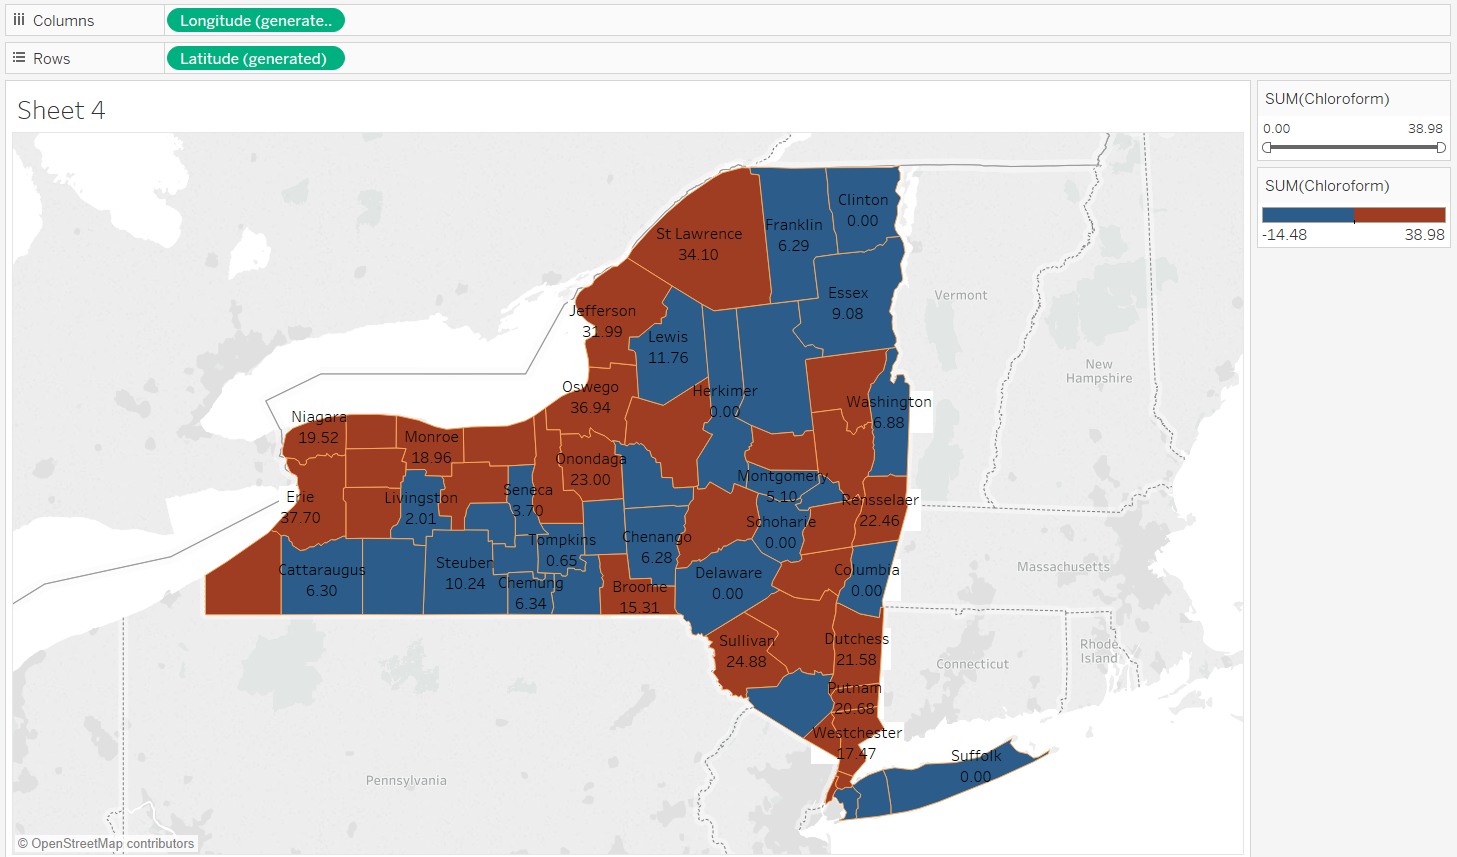 Columns
Longitude (generate..
Rows
Latitude (generated)
Sheet 4
SUM(Chloroform)
0.00 38.98
SUM(Chloroform)
-14.48 38.98
Clinton
0.00
Franklin
6.29
St Lawrence
34.10
Essex
9.08
Vermont
Jefferson
31.99
Lewis
11.76
New
Hampshire
Oswego
36.94
Herkimer
0.00
Washington
6.88
Niagara
19.52
Monroe
18.96
Onondaga
23.00
Montgomery
5.10
Erie
37.70
Livingston
2.01
Seneca
3.70
Rensselaer
22.46
Schoharie
0.00
Tompkins
0.65
Chenango
6.28
Cattaraugus
6.30
Steuben
10.24
Chemung
6.34
Broome
15.31
Delaware
0.00
Columbia
0.00
Massachusetts
Sullivan
24.88
Dutchess
21.58
Connecticut
Rhode
Island
Putnam
20.68
Westchester
17.47
Suffolk
0.00
Pennsylvania
© OpenStreetMap contributors